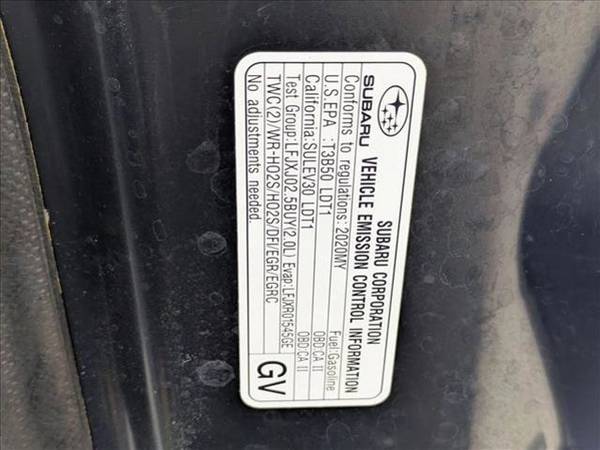 SUBARU CORPORATION
SUBARU VEHICLE EMISSION CONTROL INFORMATION
Conforms to regulations: 2020MY Fuel:Gasoline
U.S.EPA :T3B50 LDT1 OBD:CA II
California:SULEV30 LDT1 OBD:CA II
Test Group:LFJXJ02.5BUY(2.0L) Evap:LFJXR0154SGE
TWC(2)/WR-HO2S/HO2S/DFI/EGR/EGRC
No adjustments needed.
GV